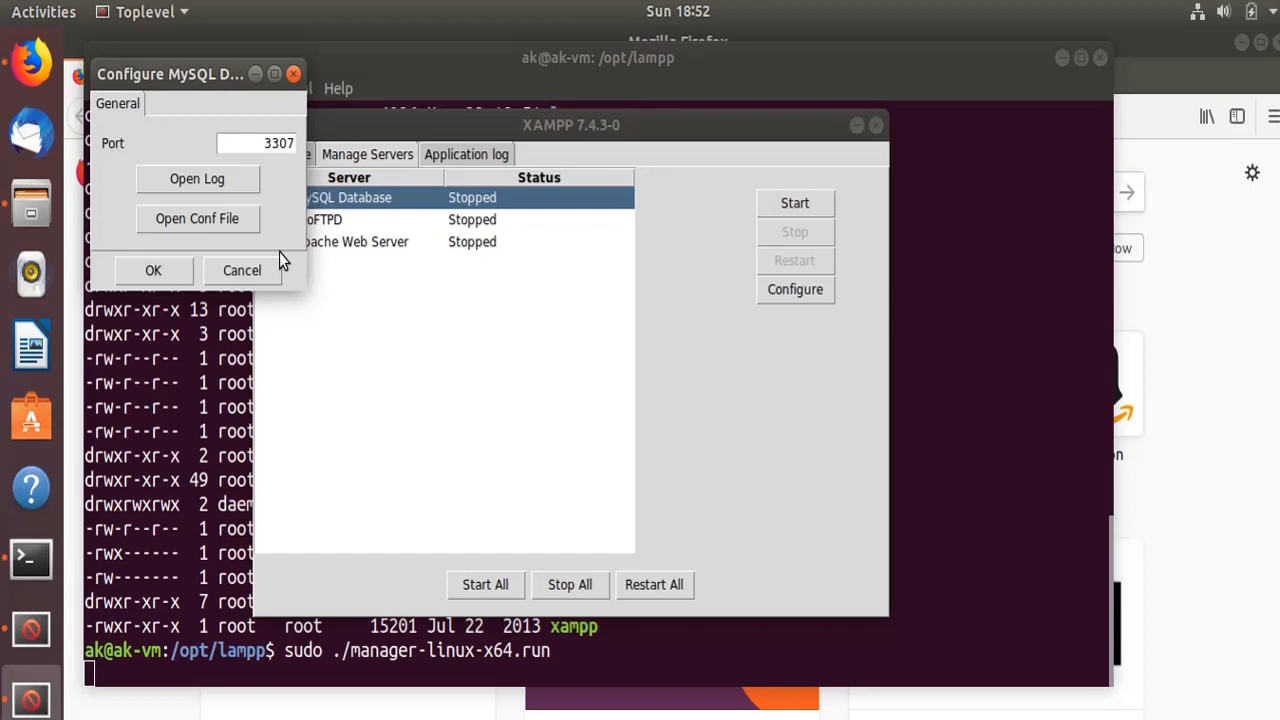 Activities
Toplevel
Sun 18:52
ak@ak-vm: /opt/lampp
Help
Configure MySQL D...
General
Port
3307
Open Log
Open Conf File
OK
Cancel
XAMPP 7.4.3-0
Manage Servers
Application log
Server
Status
ySQL Database
Stopped
oFTPD
Stopped
ache Web Server
Stopped
Start
Stop
Restart
Configure
Start All
Stop All
Restart All
ow
on
drwxr-xr-x 13 root
drwxr-xr-x 3 root
-rw-r--r-- 1 root
-rw-r--r-- 1 root
-rw-r--r-- 1 root
-rw-r--r-- 1 root
drwxr-xr-x 2 root
drwxr-xr-x 49 root
drwxrwxrwx 2 daem
-rw-r--r-- 1 root
-rwx------ 1 root
-rw------- 1 root
drwxr-xr-x 7 root
-rwxr-xr-x 1 root root 15201 Jul 22 2013 xampp
ak@ak-vm:/opt/lampp$ sudo ./manager-linux-x64.run